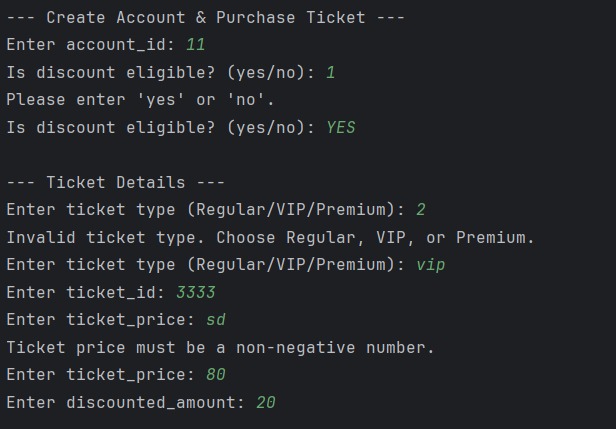 --- Create Account & Purchase Ticket ---
Enter account_id: 11
Is discount eligible? (yes/no): 1
Please enter 'yes' or 'no'.
Is discount eligible? (yes/no): YES
--- Ticket Details ---
Enter ticket type (Regular/VIP/Premium): 2
Invalid ticket type. Choose Regular, VIP, or Premium.
Enter ticket type (Regular/VIP/Premium): vip
Enter ticket_id: 3333
Enter ticket_price: sd
Ticket price must be a non-negative number.
Enter ticket_price: 80
Enter discounted_amount: 20